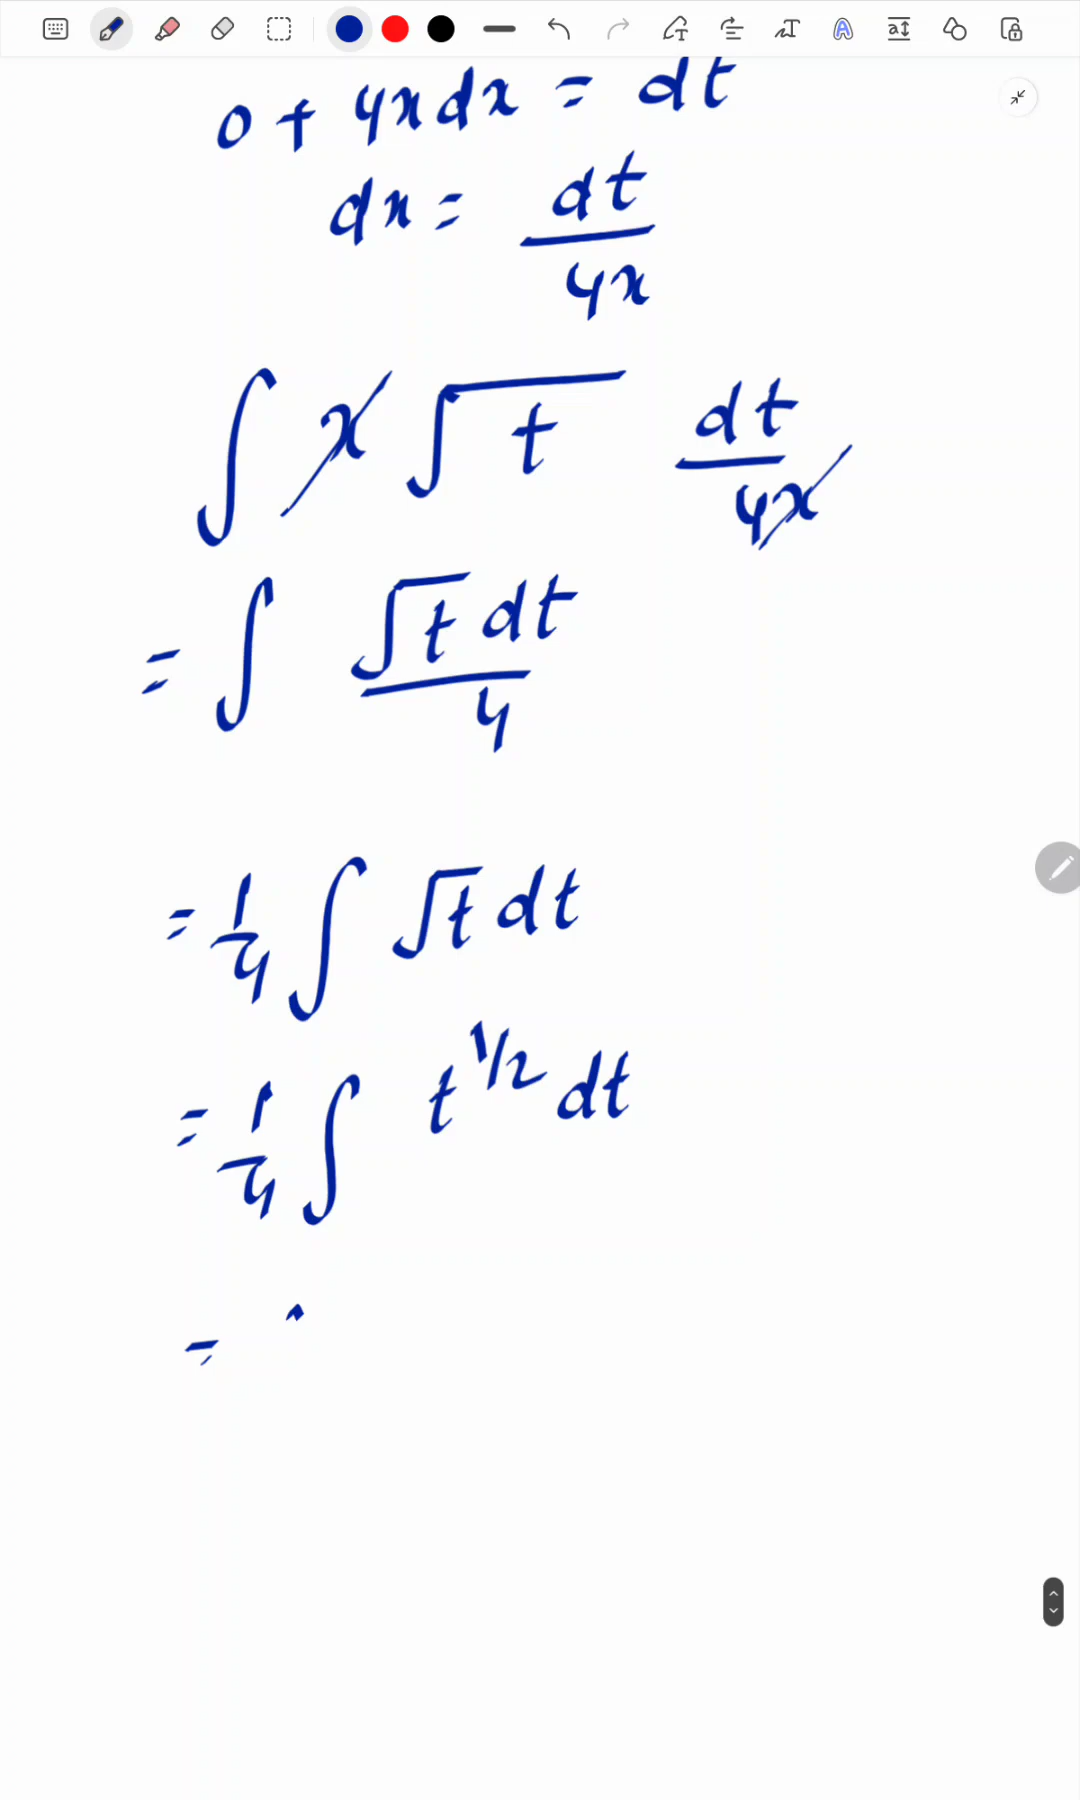 0 + 4x dx = dt
dx = dt/4x
∫ x √t dt/4x
= ∫ √t dt/4
= 1/4 ∫ √t dt
= 1/4 ∫ t^1/2 dt
=